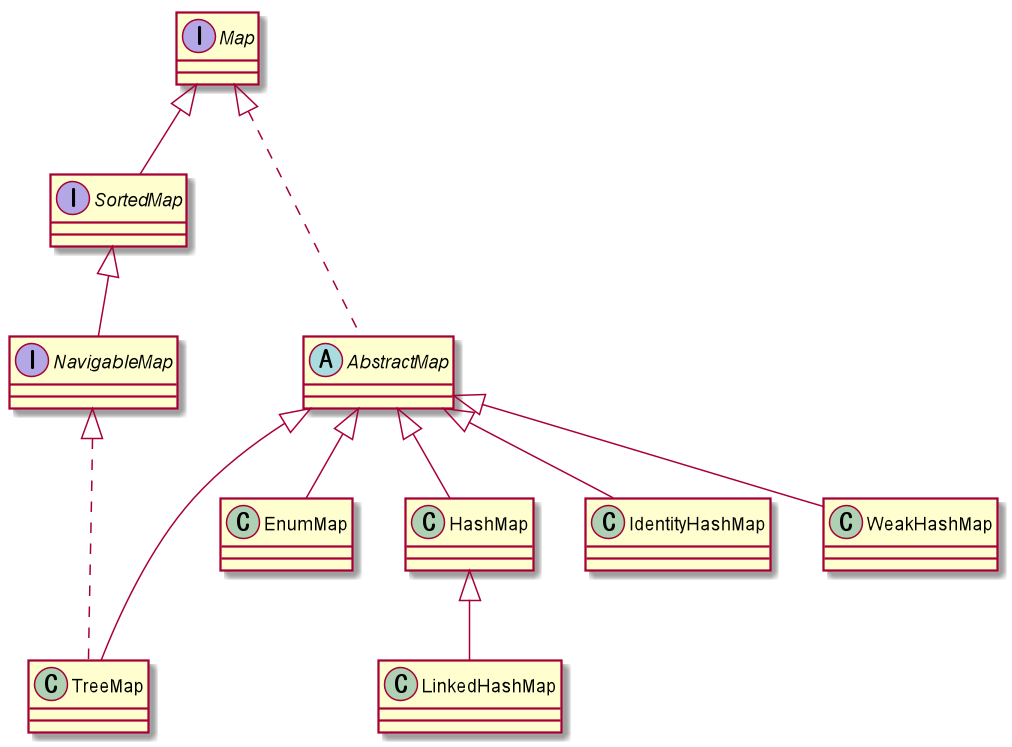 I Map
I SortedMap
I NavigableMap
A AbstractMap
C EnumMap
C HashMap
C IdentityHashMap
C WeakHashMap
C TreeMap
C LinkedHashMap